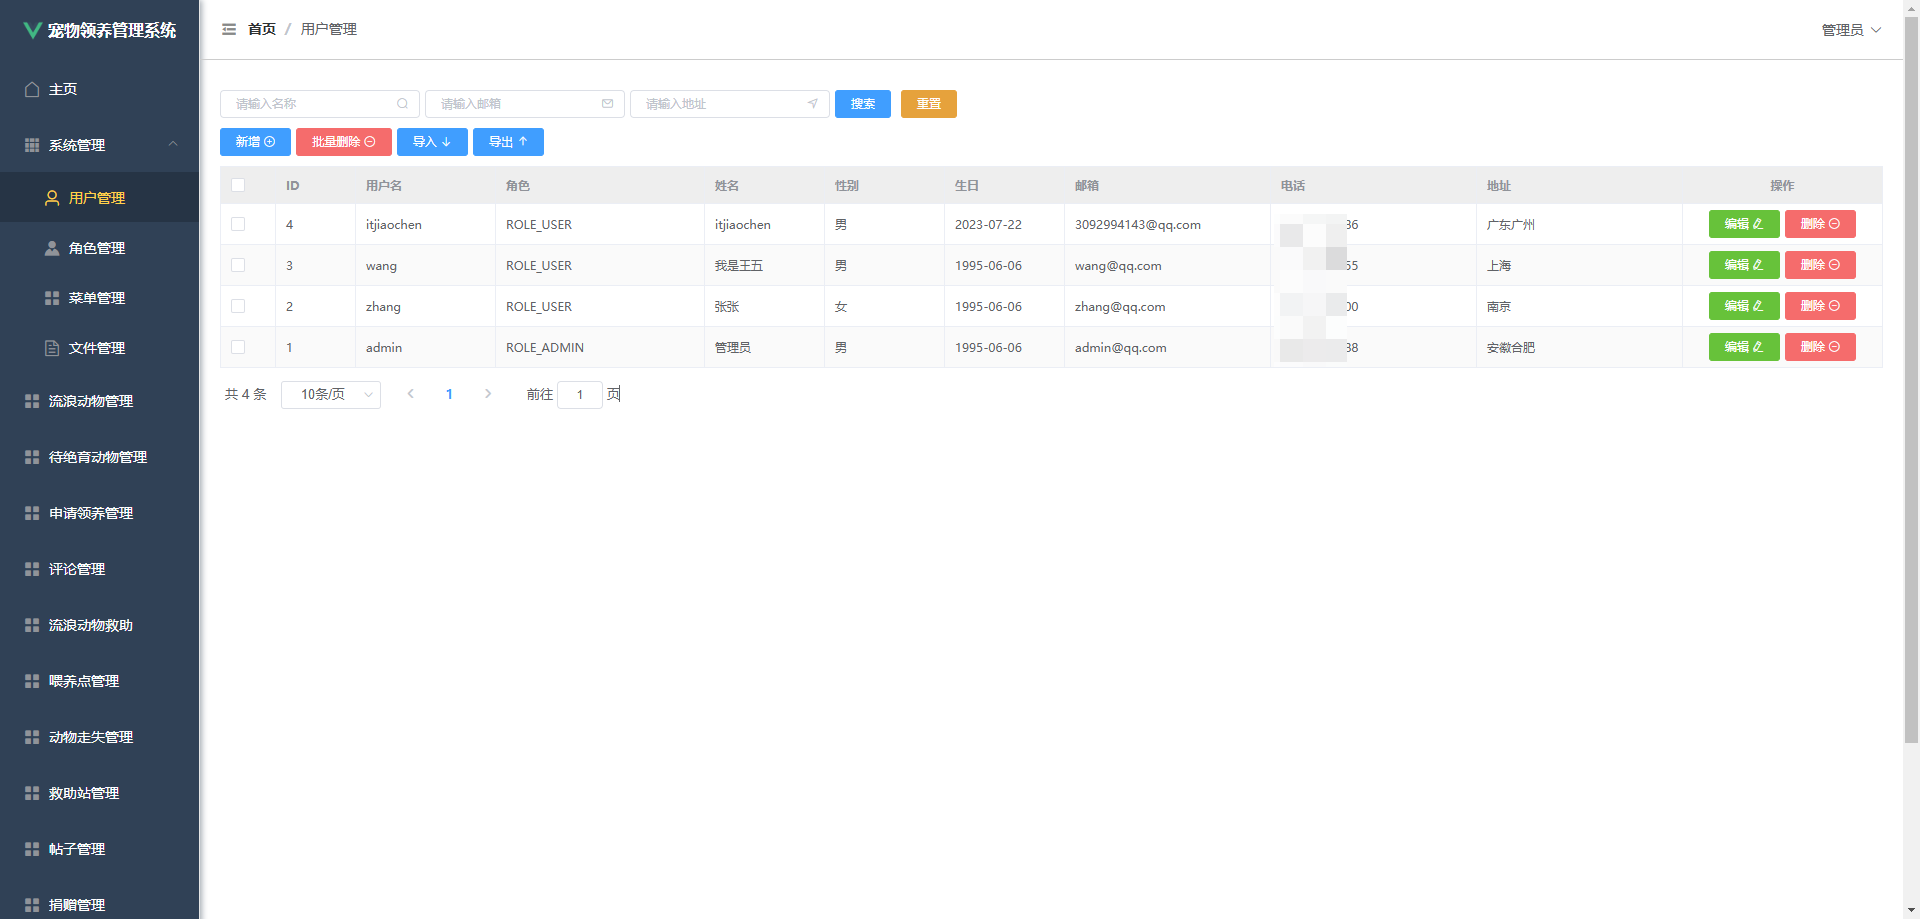 宠物领养管理系统
主页
系统管理
用户管理
角色管理
菜单管理
文件管理
流浪动物管理
待绝育动物管理
申请领养管理
评论管理
流浪动物救助
喂养点管理
动物走失管理
救助站管理
帖子管理
捐赠管理
首页 / 用户管理
管理员
请输入名称 请输入邮箱 请输入地址 搜索 重置
新增 批量删除 导入 导出
ID 用户名 角色 姓名 性别 生日 邮箱 电话 地址 操作
4 itjiaochen ROLE_USER itjiaochen 男 2023-07-22 3092994143@qq.com 36 广东广州 编辑 删除
3 wang ROLE_USER 我是王五 男 1995-06-06 wang@qq.com 55 上海 编辑 删除
2 zhang ROLE_USER 张张 女 1995-06-06 zhang@qq.com 00 南京 编辑 删除
1 admin ROLE_ADMIN 管理员 男 1995-06-06 admin@qq.com 38 安徽合肥 编辑 删除
共 4 条 10条/页 1 前往 1 页